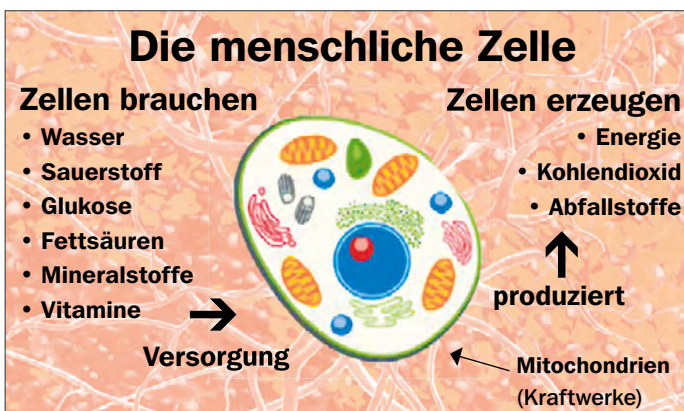 Die menschliche Zelle
Zellen brauchen
• Wasser
• Sauerstoff
• Glukose
• Fettsäuren
• Mineralstoffe
• Vitamine
Versorgung
Zellen erzeugen
• Energie
• Kohlendioxid
• Abfallstoffe
produziert
Mitochondrien
(Kraftwerke)